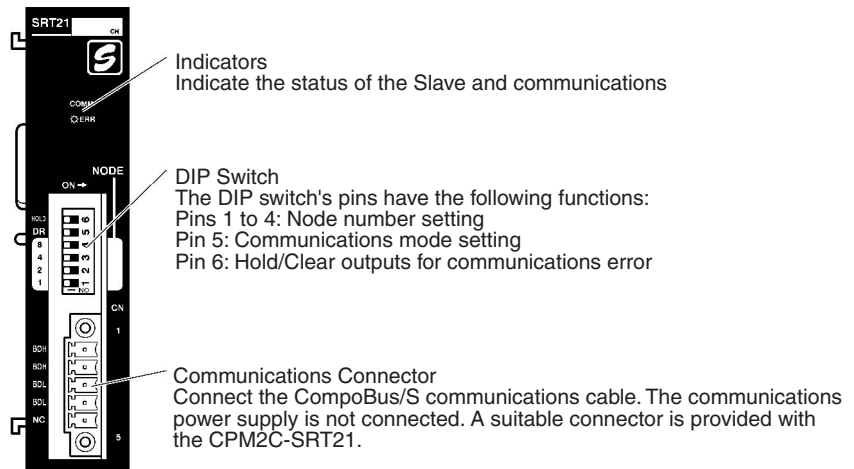 SRT21
CH
S
COMM
ERR
NODE
ON →
HOLD
DR
8
4
2
1
6
5
4
3
2
1
NO
CN
1
BDH
BDH
BDL
BDL
NC
5
Indicators
Indicate the status of the Slave and communications
DIP Switch
The DIP switch's pins have the following functions:
Pins 1 to 4: Node number setting
Pin 5: Communications mode setting
Pin 6: Hold/Clear outputs for communications error
Communications Connector
Connect the CompoBus/S communications cable. The communications
power supply is not connected. A suitable connector is provided with
the CPM2C-SRT21.